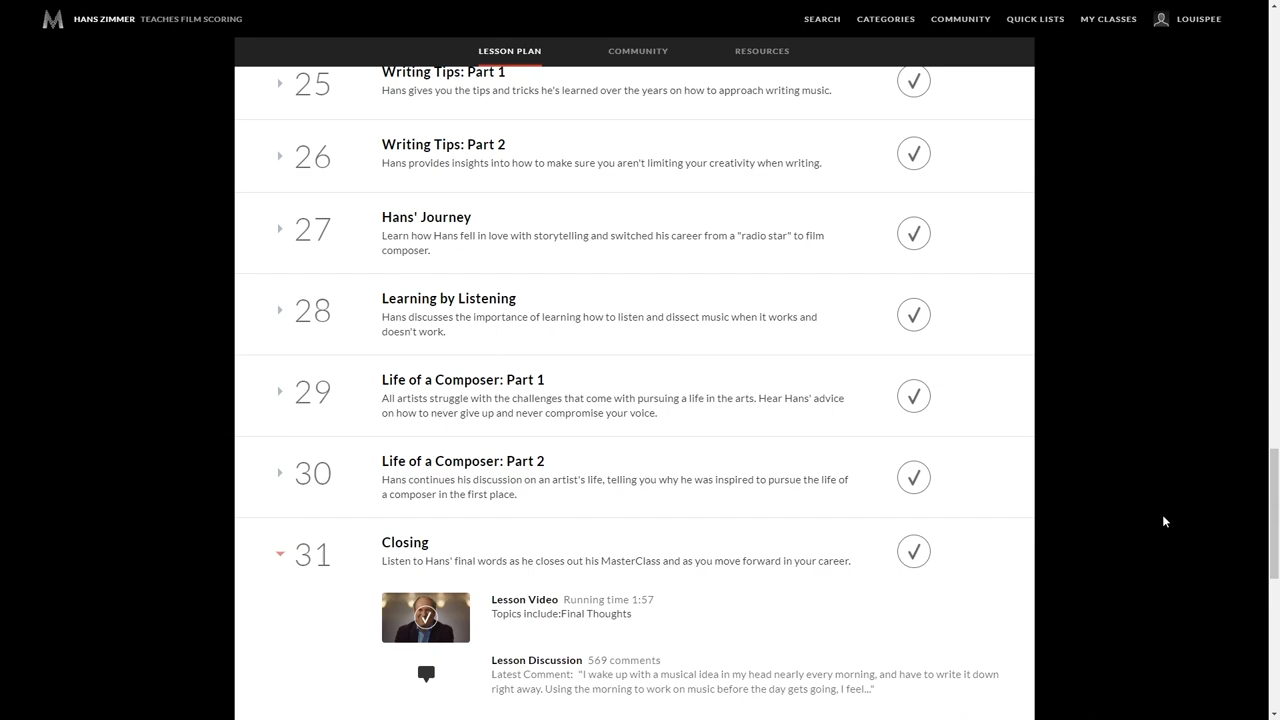 HANS ZIMMER TEACHES FILM SCORING
SEARCH CATEGORIES COMMUNITY QUICK LISTS MY CLASSES LOUISPEE
LESSON PLAN COMMUNITY RESOURCES
25 Writing Tips: Part 1
Hans gives you the tips and tricks he's learned over the years on how to approach writing music.
26 Writing Tips: Part 2
Hans provides insights into how to make sure you aren't limiting your creativity when writing.
27 Hans' Journey
Learn how Hans fell in love with storytelling and switched his career from a "radio star" to film
composer.
28 Learning by Listening
Hans discusses the importance of learning how to listen and dissect music when it works and
doesn't work.
29 Life of a Composer: Part 1
All artists struggle with the challenges that come with pursuing a life in the arts. Hear Hans' advice
on how to never give up and never compromise your voice.
30 Life of a Composer: Part 2
Hans continues his discussion on an artist's life, telling you why he was inspired to pursue the life of
a composer in the first place.
31 Closing
Listen to Hans' final words as he closes out his MasterClass and as you move forward in your career.
Lesson Video Running time 1:57
Topics include:Final Thoughts
Lesson Discussion 569 comments
Latest Comment: "I wake up with a musical idea in my head nearly every morning, and have to write it down
right away. Using the morning to work on music before the day gets going, I feel..."